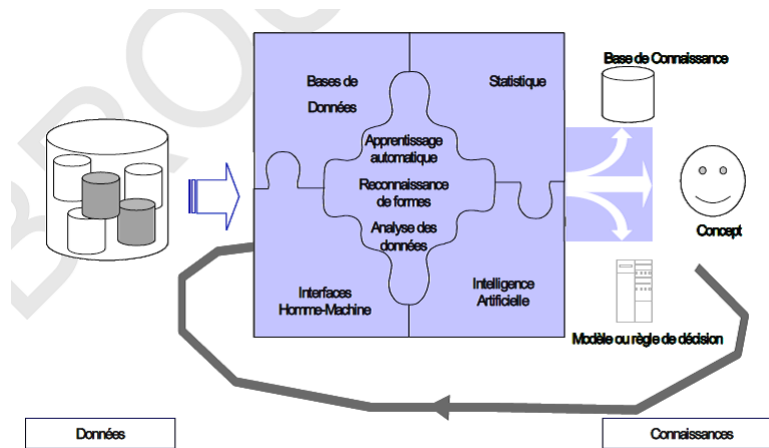 Base de Connaissance
Bases de
Données
Statistique
Apprentissage
automatique
Reconnaissance
de formes
Analyse des
données
Concept
Interfaces
Homme-Machine
Intelligence
Artificielle
Modèle ou règle de décision
Données
Connaissances